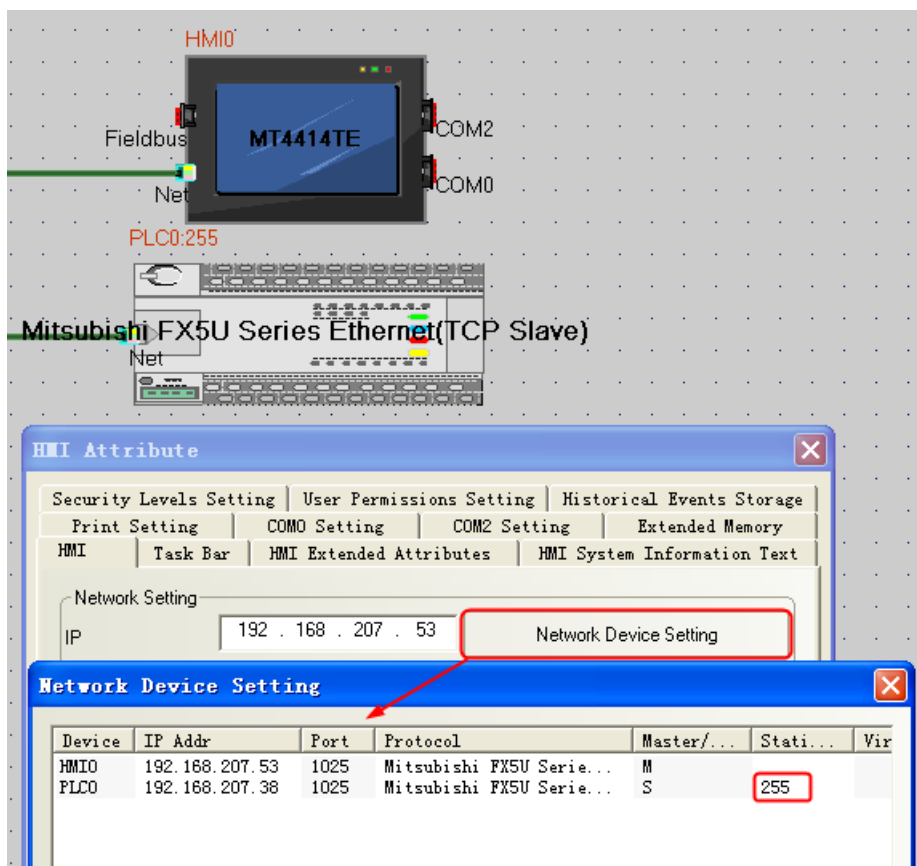 HMI0
Fieldbus
MT4414TE
COM2
Net
COM0
PLC0:255
Mitsubishi FX5U Series Ethernet(TCP Slave)
Net
HMI Attribute
Security Levels Setting User Permissions Setting Historical Events Storage
Print Setting COM0 Setting COM2 Setting Extended Memory
HMI Task Bar HMI Extended Attributes HMI System Information Text
Network Setting
IP 192 . 168 . 207 . 53 Network Device Setting
Network Device Setting
Device IP Addr Port Protocol Master/... Stati... Vir
HMI0 192.168.207.53 1025 Mitsubishi FX5U Serie... M
PLC0 192.168.207.38 1025 Mitsubishi FX5U Serie... S 255